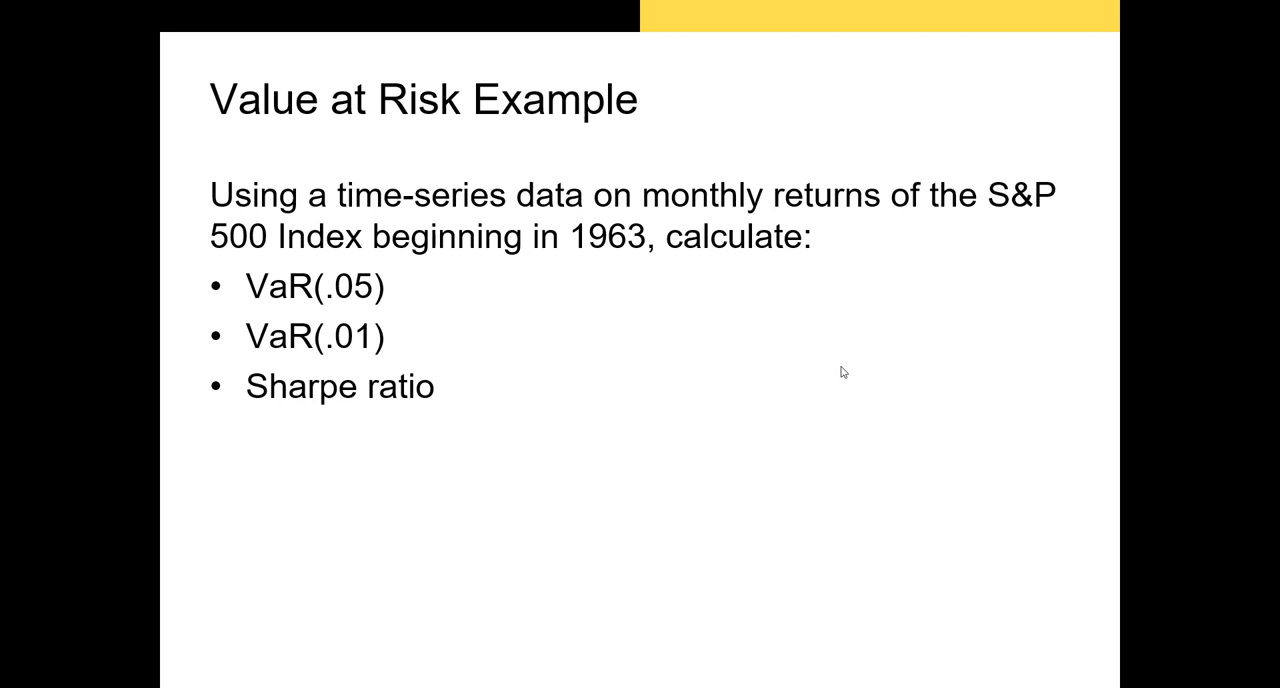 Value at Risk Example
Using a time-series data on monthly returns of the S&P
500 Index beginning in 1963, calculate:
• VaR(.05)
• VaR(.01)
• Sharpe ratio